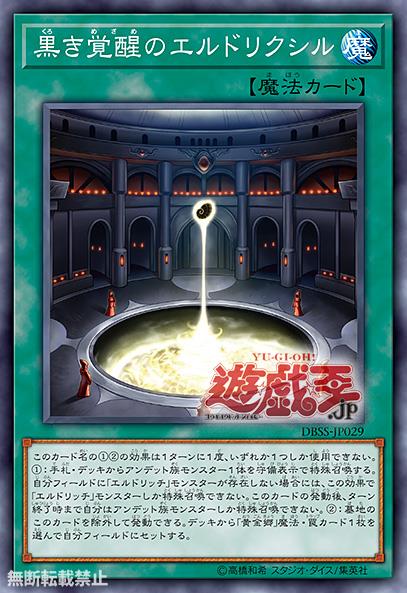 黒き覚醒のエルドリクシル
魔
【魔法カード】
YU-GI-OH!
遊戯王
.jp
DBSS-JP029
このカード名の①②の効果は1ターンに1度、いずれか1つしか使用できない。
①:手札・デッキからアンデット族モンスター1体を守備表示で特殊召喚する。
自分フィールドに「エルドリッチ」モンスターが存在しない場合には、この効果で
「エルドリッチ」モンスターしか特殊召喚できない。このカードの発動後、ターン
終了時まで自分はアンデット族モンスターしか特殊召喚できない。②:墓地の
このカードを除外して発動できる。デッキから「黄金郷」魔法・罠カード1枚を
選んで自分フィールドにセットする。
無断転載禁止
©高橋和希 スタジオ・ダイス/集英社